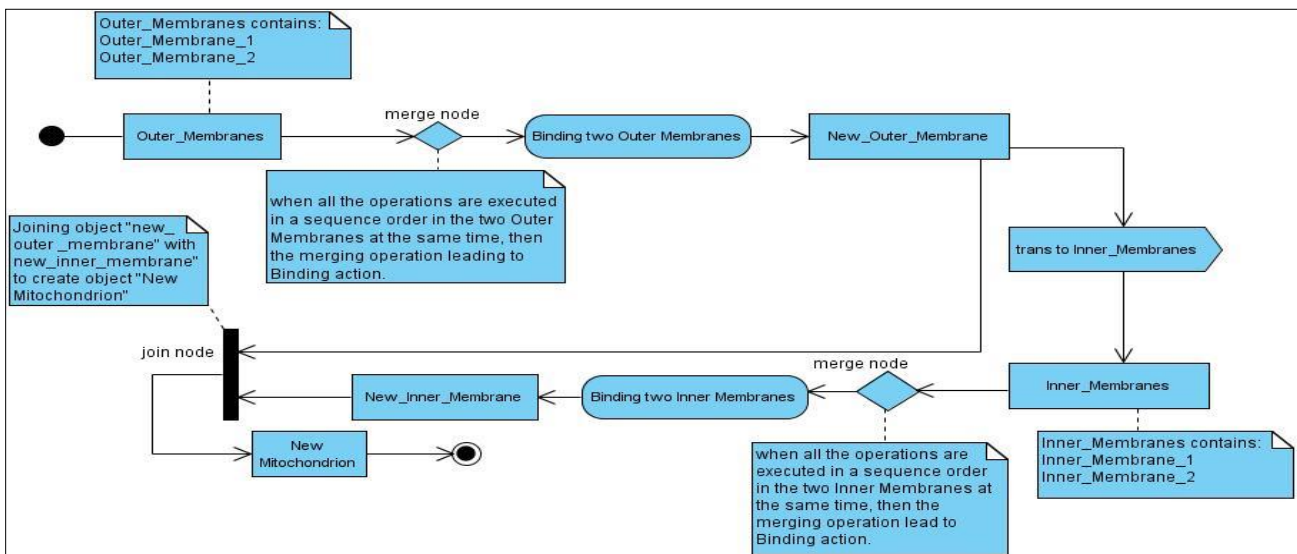 Outer_Membranes contains:
Outer_Membrane_1
Outer_Membrane_2
merge node
Outer_Membranes
Binding two Outer Membranes
New_Outer_Membrane
when all the operations are executed
in a sequence order in the two Outer
Membranes at the same time, then
the merging operation leading to
Binding action.
Joining object "new_
outer _membrane" with
new_inner_membrane"
to create object "New
Mitochondrion"
trans to Inner_Membranes
join node
merge node
New_Inner_Membrane
Binding two Inner Membranes
Inner_Membranes
New
Mitochondrion
when all the operations are
executed in a sequence order
in the two Inner Membranes at
the same time, then the
merging operation lead to
Binding action.
Inner_Membranes contains:
Inner_Membrane_1
Inner_Membrane_2